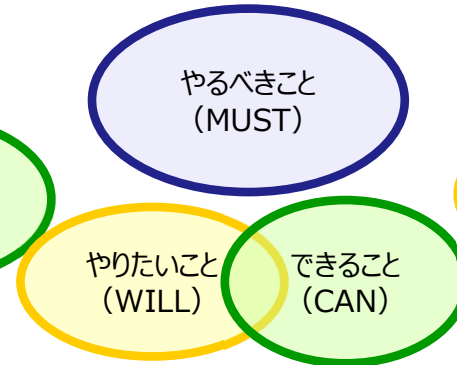 やるべきこと
（MUST）
やりたいこと
（WILL）
できること
（CAN）